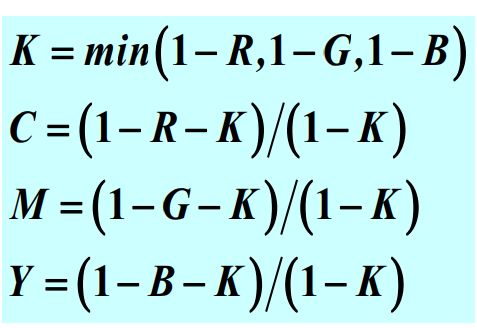 K = min(1 − R,1 − G,1 − B)
C = (1 − R − K)/(1 − K)
M = (1 − G − K)/(1 − K)
Y = (1 − B − K)/(1 − K)